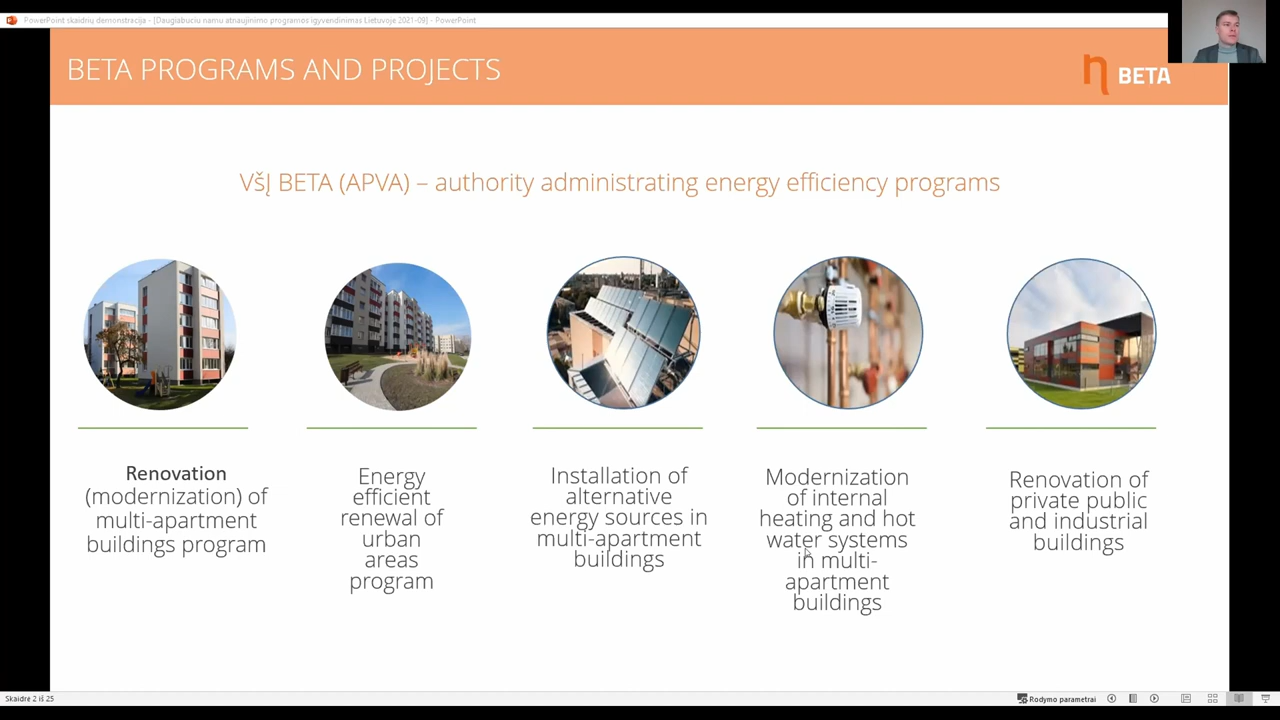 PowerPoint skaidrių demonstracija - [Daugiabuciu namu atnaujinimo programos igyvendinimas Lietuvoje 2021-09] - PowerPoint
BETA PROGRAMS AND PROJECTS
η BETA
VšĮ BETA (APVA) – authority administrating energy efficiency programs
Renovation
(modernization) of
multi-apartment
buildings program
Energy
efficient
renewal of
urban
areas
program
Installation of
alternative
energy sources in
multi-apartment
buildings
Modernization
of internal
heating and hot
water systems
in multi-
apartment
buildings
Renovation of
private public
and industrial
buildings
Skaidrė 2 iš 25
Rodymo parametrai